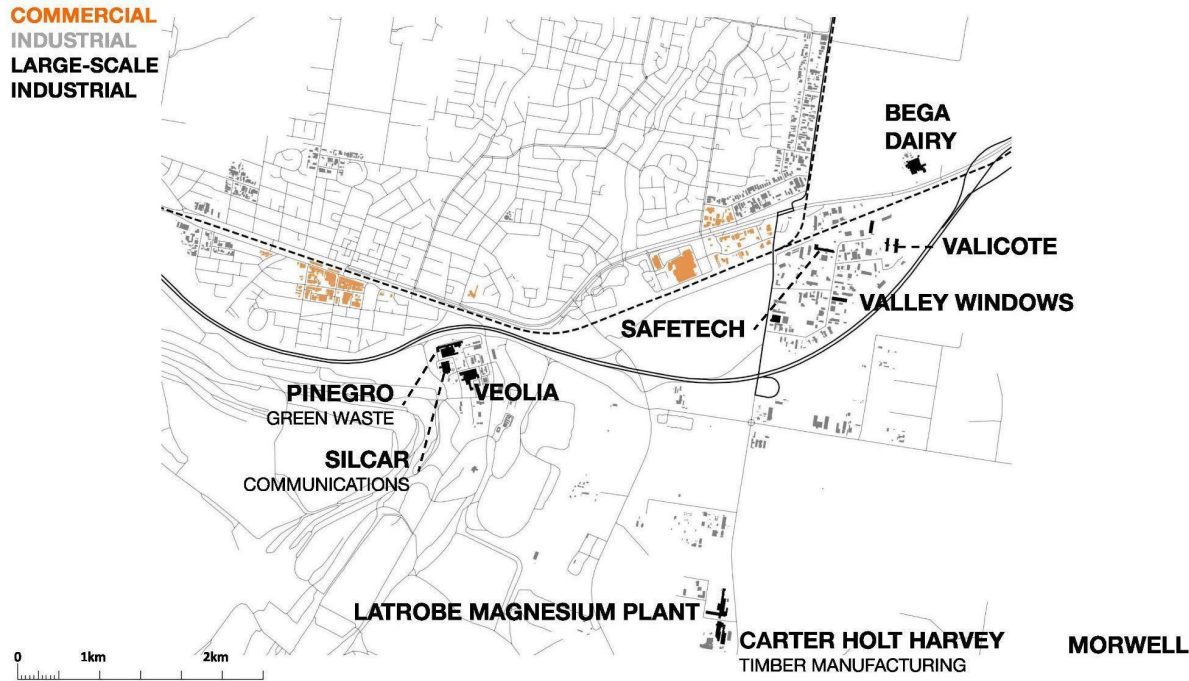 COMMERCIAL
INDUSTRIAL
LARGE-SCALE
INDUSTRIAL
BEGA
DAIRY
VALICOTE
VALLEY WINDOWS
SAFETECH
PINEGRO
GREEN WASTE
VEOLIA
SILCAR
COMMUNICATIONS
LATROBE MAGNESIUM PLANT
CARTER HOLT HARVEY
TIMBER MANUFACTURING
MORWELL
0 1km 2km